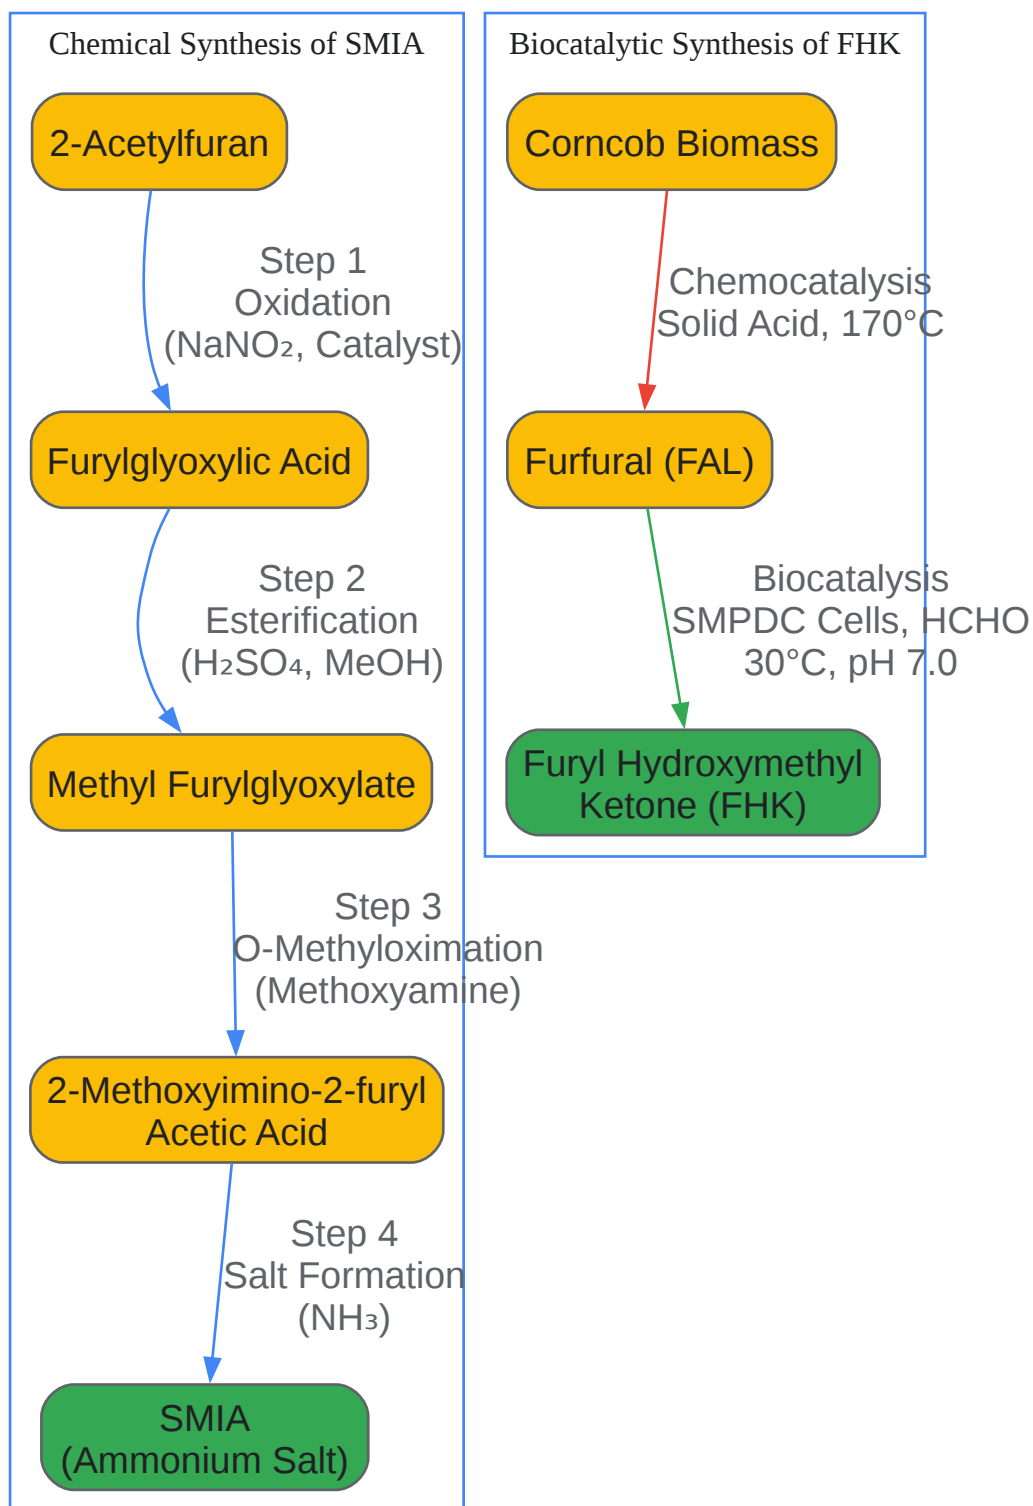 Chemical Synthesis of SMIA
2-Acetylfuran
Step 1
Oxidation
(NaNO₂, Catalyst)
Furylglyoxylic Acid
Step 2
Esterification
(H₂SO₄, MeOH)
Methyl Furylglyoxylate
Step 3
O-Methyloximation
(Methoxyamine)
2-Methoxyimino-2-furyl
Acetic Acid
Step 4
Salt Formation
(NH₃)
SMIA
(Ammonium Salt)
Biocatalytic Synthesis of FHK
Corncob Biomass
Chemocatalysis
Solid Acid, 170°C
Furfural (FAL)
Biocatalysis
SMPDC Cells, HCHO
30°C, pH 7.0
Furyl Hydroxymethyl
Ketone (FHK)